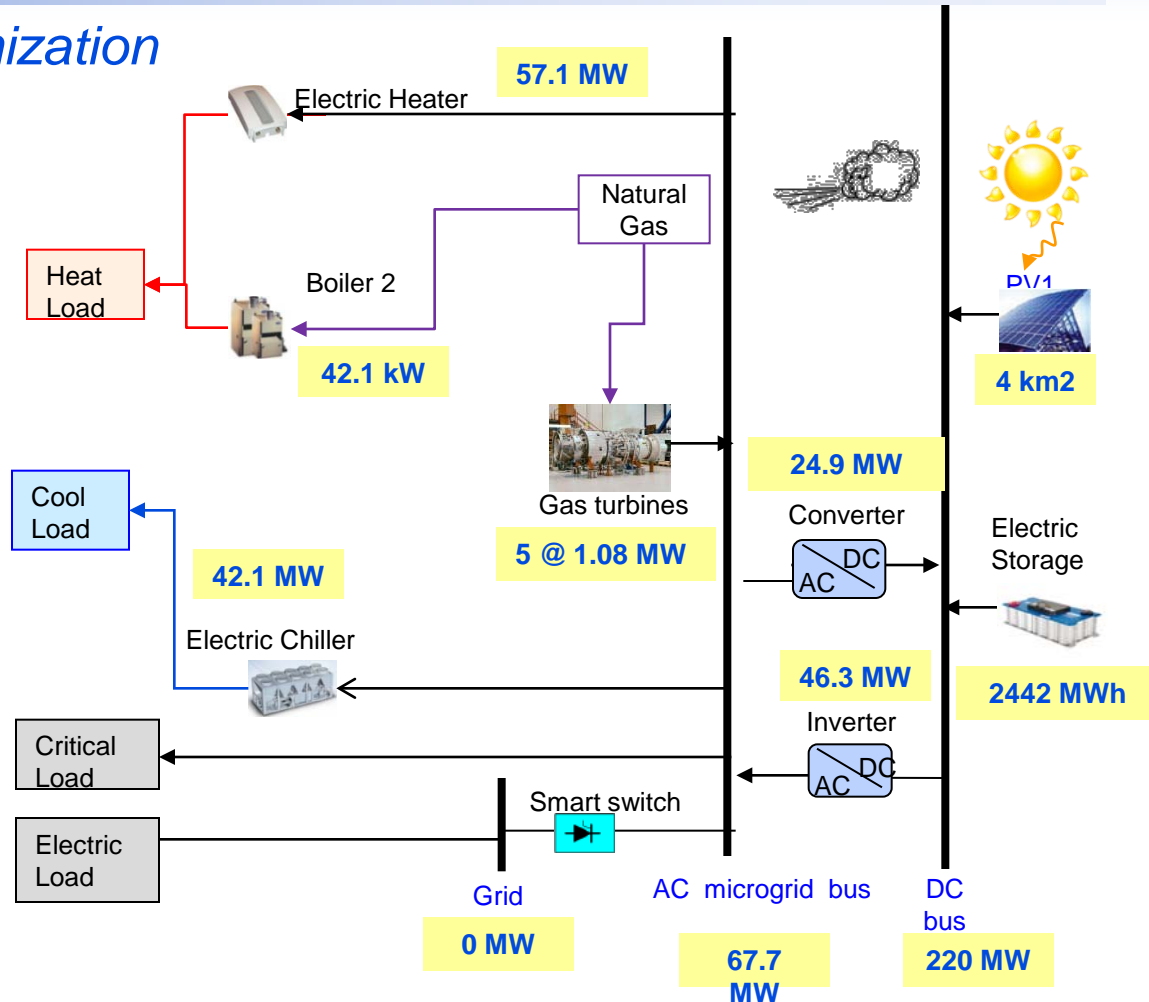 nization
57.1 MW
Electric Heater
Natural
Gas
Heat
Load
Boiler 2
42.1 kW
PV1
4 km2
24.9 MW
Gas turbines
5 @ 1.08 MW
Converter
DC
AC
Electric
Storage
Cool
Load
42.1 MW
Electric Chiller
46.3 MW
2442 MWh
Inverter
DC
AC
Critical
Load
Smart switch
Electric
Load
Grid
AC microgrid bus
DC
bus
0 MW
67.7
MW
220 MW